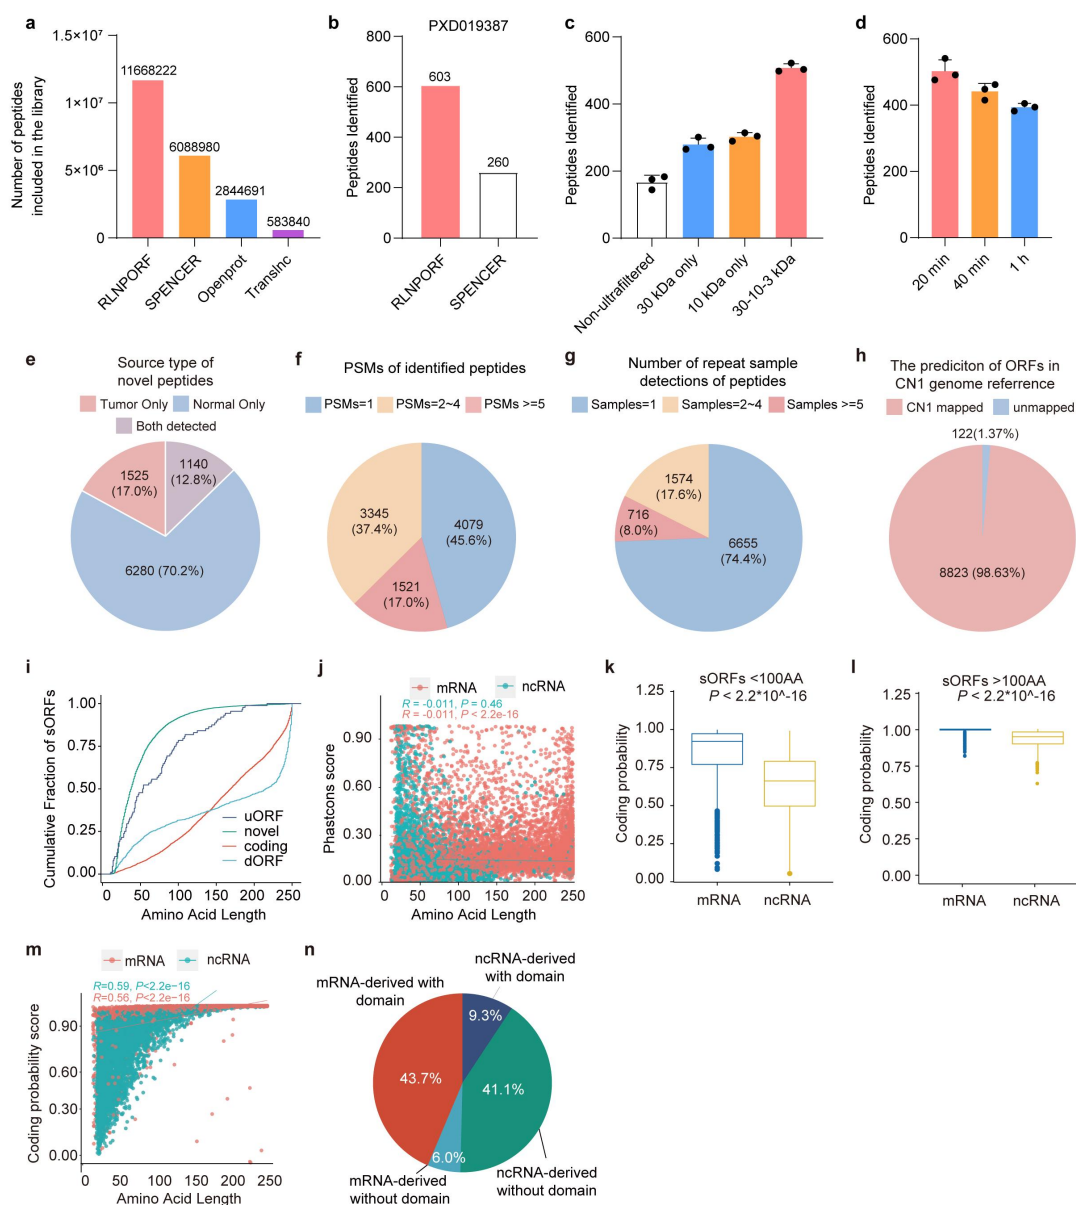 a
Number of peptides
included in the library
1.5×10⁷
1×10⁷
5×10⁶
0
11668222
6088980
2844691
583840
RLNPORF
SPENCER
Openprot
TransInc
b
PXD019387
Peptides Identified
800
600
400
200
0
603
260
RLNPORF
SPENCER
c
Peptides Identified
600
400
200
0
Non-ultrafiltered
30 kDa only
10 kDa only
30-10-3 kDa
d
Peptides Identified
600
400
200
0
20 min
40 min
1 h
e
Source type of
novel peptides
Tumor Only
Normal Only
Both detected
1525
(17.0%)
1140
(12.8%)
6280 (70.2%)
f
PSMs of identified peptides
PSMs=1
PSMs=2~4
PSMs >=5
3345
(37.4%)
4079
(45.6%)
1521
(17.0%)
g
Number of repeat sample
detections of peptides
Samples=1
Samples=2~4
Samples >=5
1574
(17.6%)
716
(8.0%)
6655
(74.4%)
h
The prediciton of ORFs in
CN1 genome referrence
CN1 mapped
unmapped
122(1.37%)
8823 (98.63%)
i
Cumulative Fraction of sORFs
1.00
0.75
0.50
0.25
0.00
uORF
novel
coding
dORF
0 50 100 150 200 250
Amino Acid Length
j
mRNA
ncRNA
R = -0.011, P = 0.46
R = -0.011, P < 2.2e-16
Phastcons score
0.90
0.60
0.30
0.00
0 50 100 150 200 250
Amino Acid Length
k
sORFs <100AA
P < 2.2*10^-16
Coding probability
1.25
1.00
0.75
0.50
0.25
0.00
mRNA
ncRNA
l
sORFs >100AA
P < 2.2*10^-16
Coding probability
1.25
1.00
0.75
0.50
0.25
0.00
mRNA
ncRNA
m
mRNA
ncRNA
R=0.59, P<2.2e-16
R=0.56, P<2.2e−16
Coding probability score
0.90
0.60
0.30
0.00
0 50 100 150 200 250
Amino Acid Length
n
ncRNA-derived
with domain
mRNA-derived with
domain
9.3%
43.7%
41.1%
6.0%
mRNA-derived
without domain
ncRNA-derived
without domain